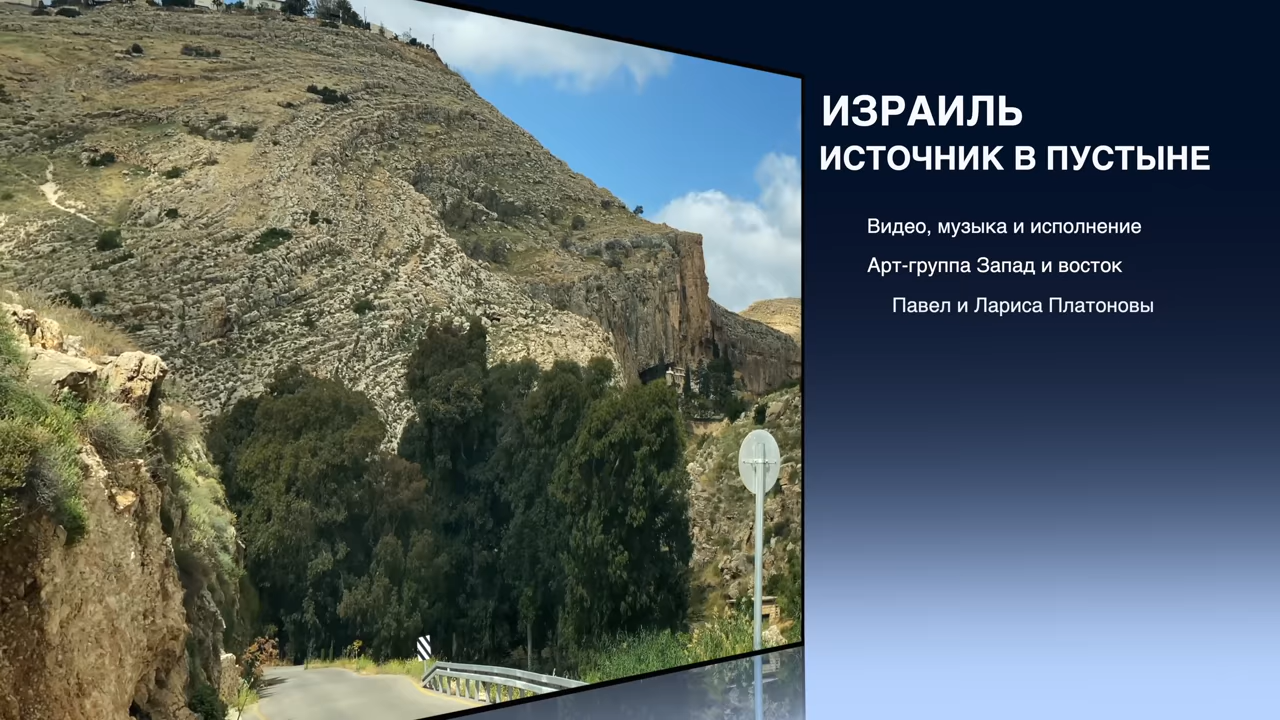 ИЗРАИЛЬ
ИСТОЧНИК В ПУСТЫНЕ
Видео, музыка и исполнение
Арт-группа Запад и восток
Павел и Лариса Платоновы